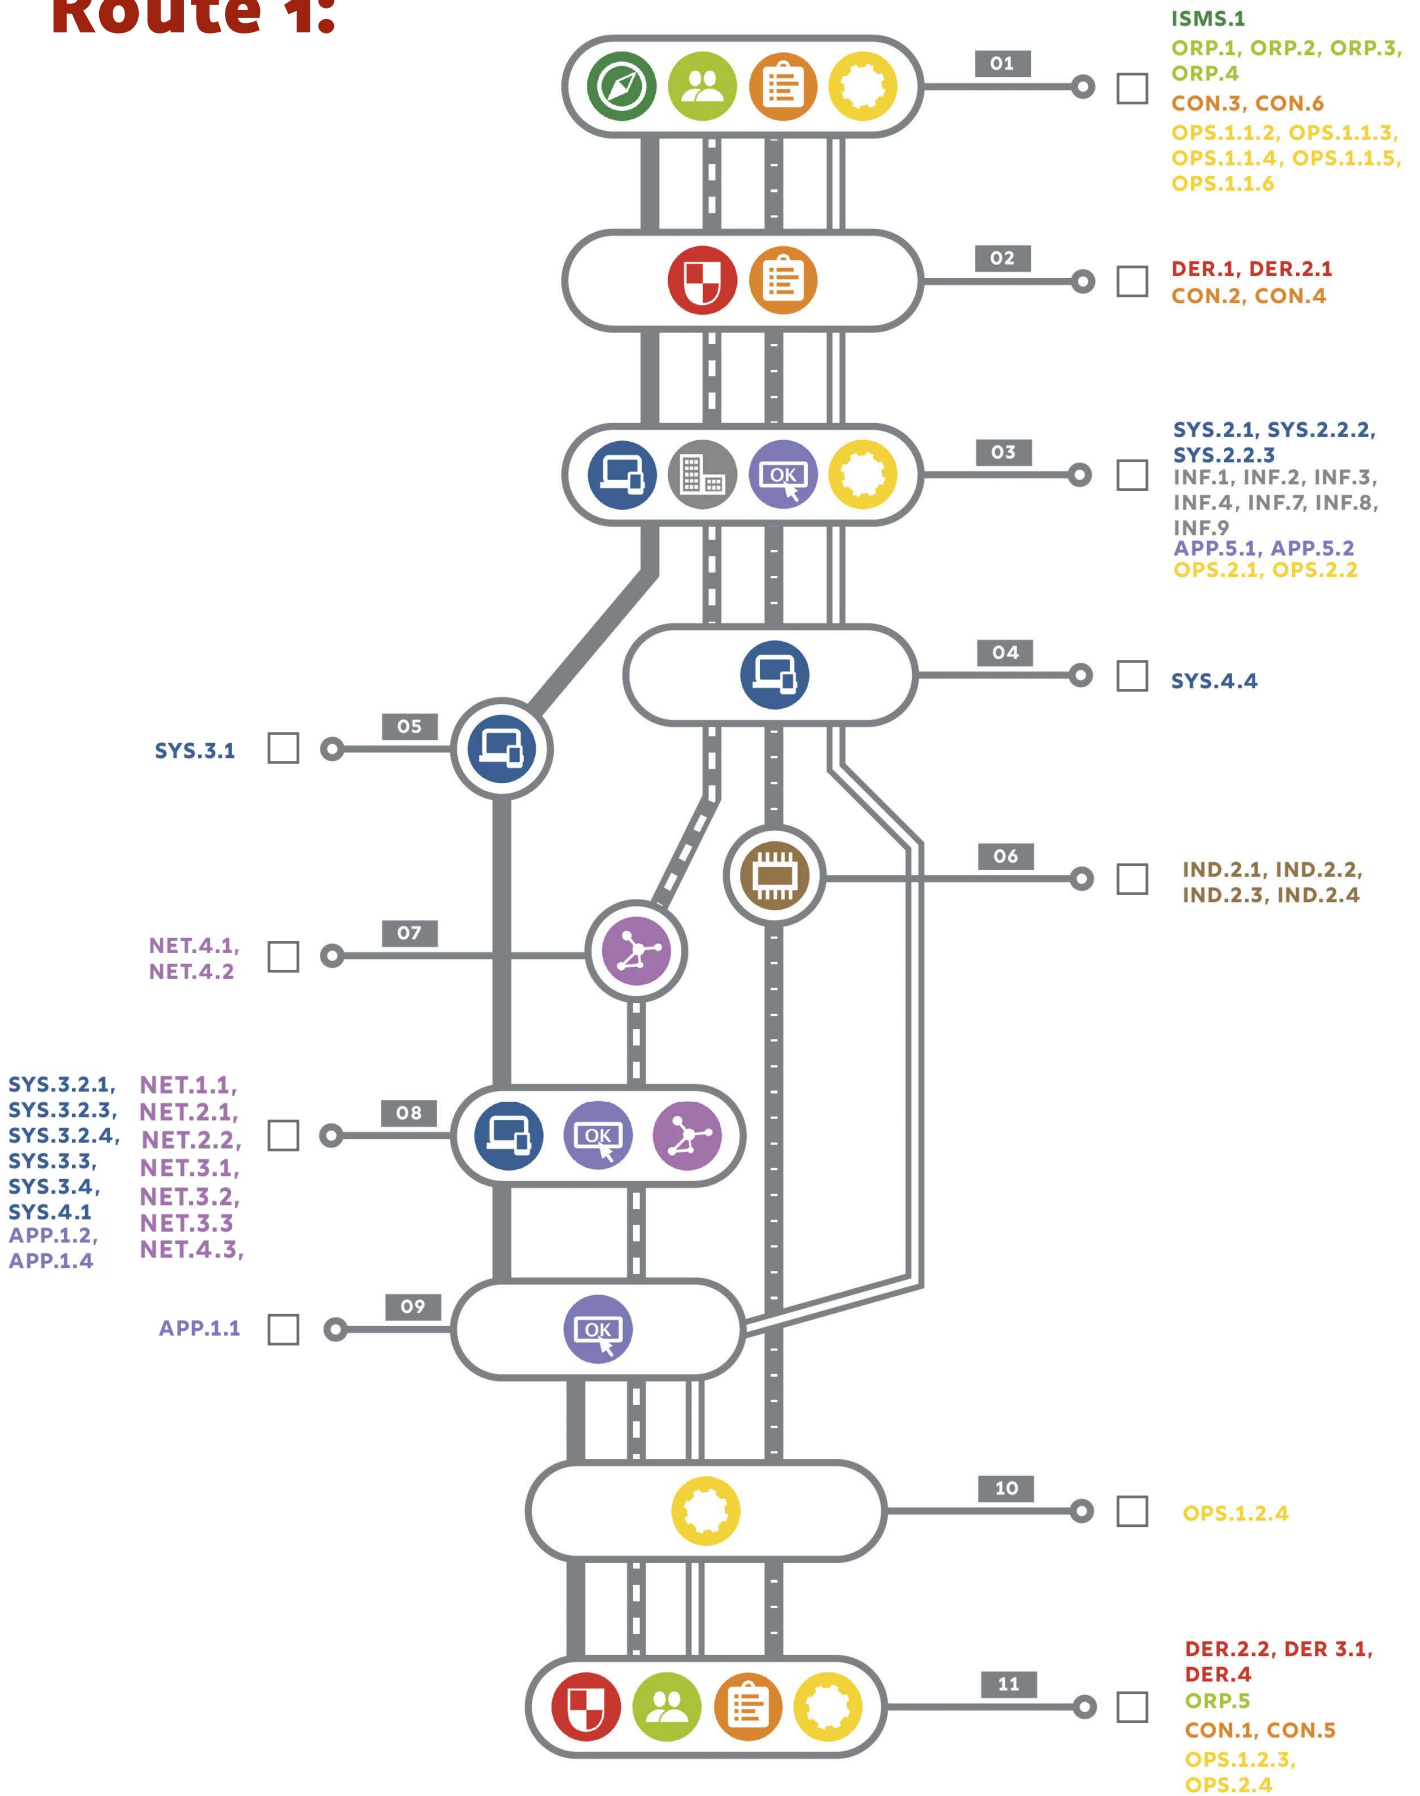 Route 1:
01
ISMS.1
ORP.1, ORP.2, ORP.3,
ORP.4
CON.3, CON.6
OPS.1.1.2, OPS.1.1.3,
OPS.1.1.4, OPS.1.1.5,
OPS.1.1.6
02
DER.1, DER.2.1
CON.2, CON.4
OK
03
SYS.2.1, SYS.2.2.2,
SYS.2.2.3
INF.1, INF.2, INF.3,
INF.4, INF.7, INF.8,
INF.9
APP.5.1, APP.5.2
OPS.2.1, OPS.2.2
04
SYS.4.4
05
SYS.3.1
06
IND.2.1, IND.2.2,
IND.2.3, IND.2.4
07
NET.4.1,
NET.4.2
08
SYS.3.2.1,
SYS.3.2.3,
SYS.3.2.4,
SYS.3.3,
SYS.3.4,
SYS.4.1
APP.1.2,
APP.1.4
NET.1.1,
NET.2.1,
NET.2.2,
NET.3.1,
NET.3.2,
NET.3.3
NET.4.3,
OK
09
APP.1.1
OK
10
OPS.1.2.4
11
DER.2.2, DER 3.1,
DER.4
ORP.5
CON.1, CON.5
OPS.1.2.3,
OPS.2.4